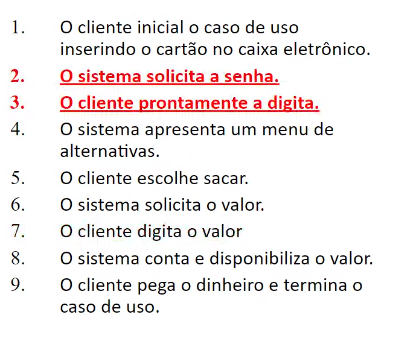 1. O cliente inicial o caso de uso
inserindo o cartão no caixa eletrônico.
2. O sistema solicita a senha.
3. O cliente prontamente a digita.
4. O sistema apresenta um menu de
alternativas.
5. O cliente escolhe sacar.
6. O sistema solicita o valor.
7. O cliente digita o valor
8. O sistema conta e disponibiliza o valor.
9. O cliente pega o dinheiro e termina o
caso de uso.